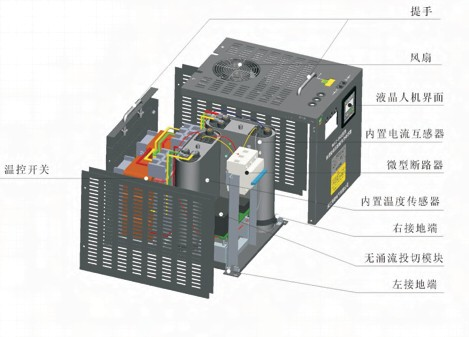 提手
风扇
液晶人机界面
内置电流互感器
微型断路器
温控开关
内置温度传感器
右接地端
无涌流投切模块
左接地端